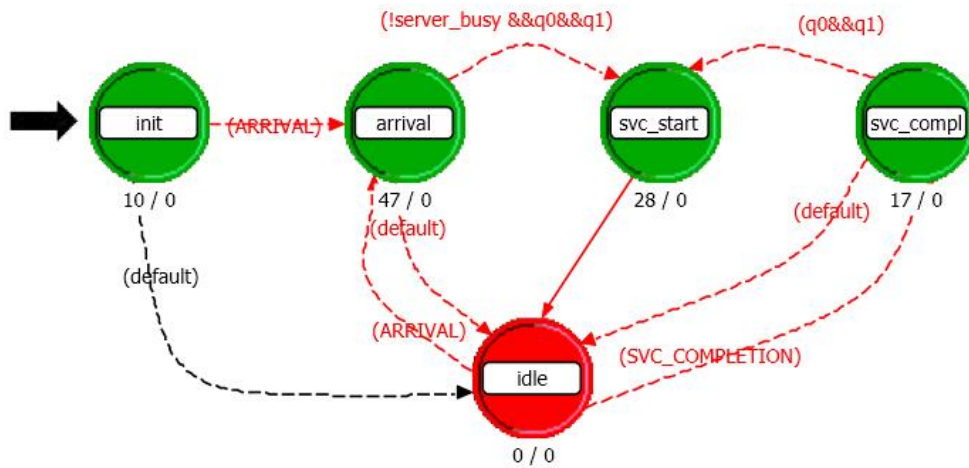 (!server_busy &&q0&&q1)
(q0&&q1)
init
(ARRIVAL)
arrival
svc_start
svc_compl
10 / 0
47 / 0
28 / 0
17 / 0
(default)
(default)
(default)
(ARRIVAL)
(SVC_COMPLETION)
idle
0 / 0